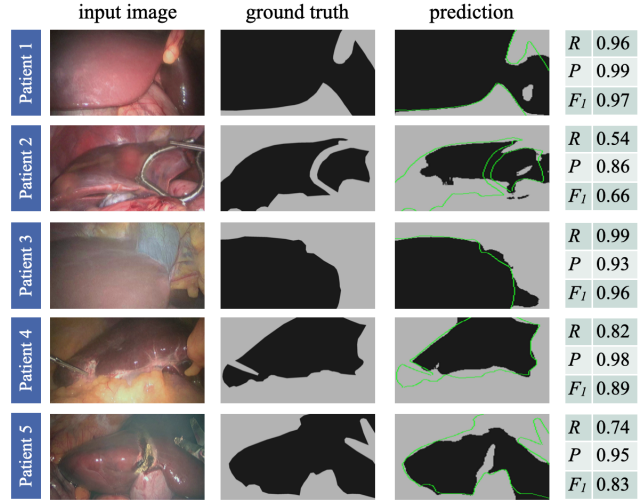 input image ground truth prediction
Patient 1
R 0.96
P 0.99
F1 0.97
Patient 2
R 0.54
P 0.86
F1 0.66
Patient 3
R 0.99
P 0.93
F1 0.96
Patient 4
R 0.82
P 0.98
F1 0.89
Patient 5
R 0.74
P 0.95
F1 0.83